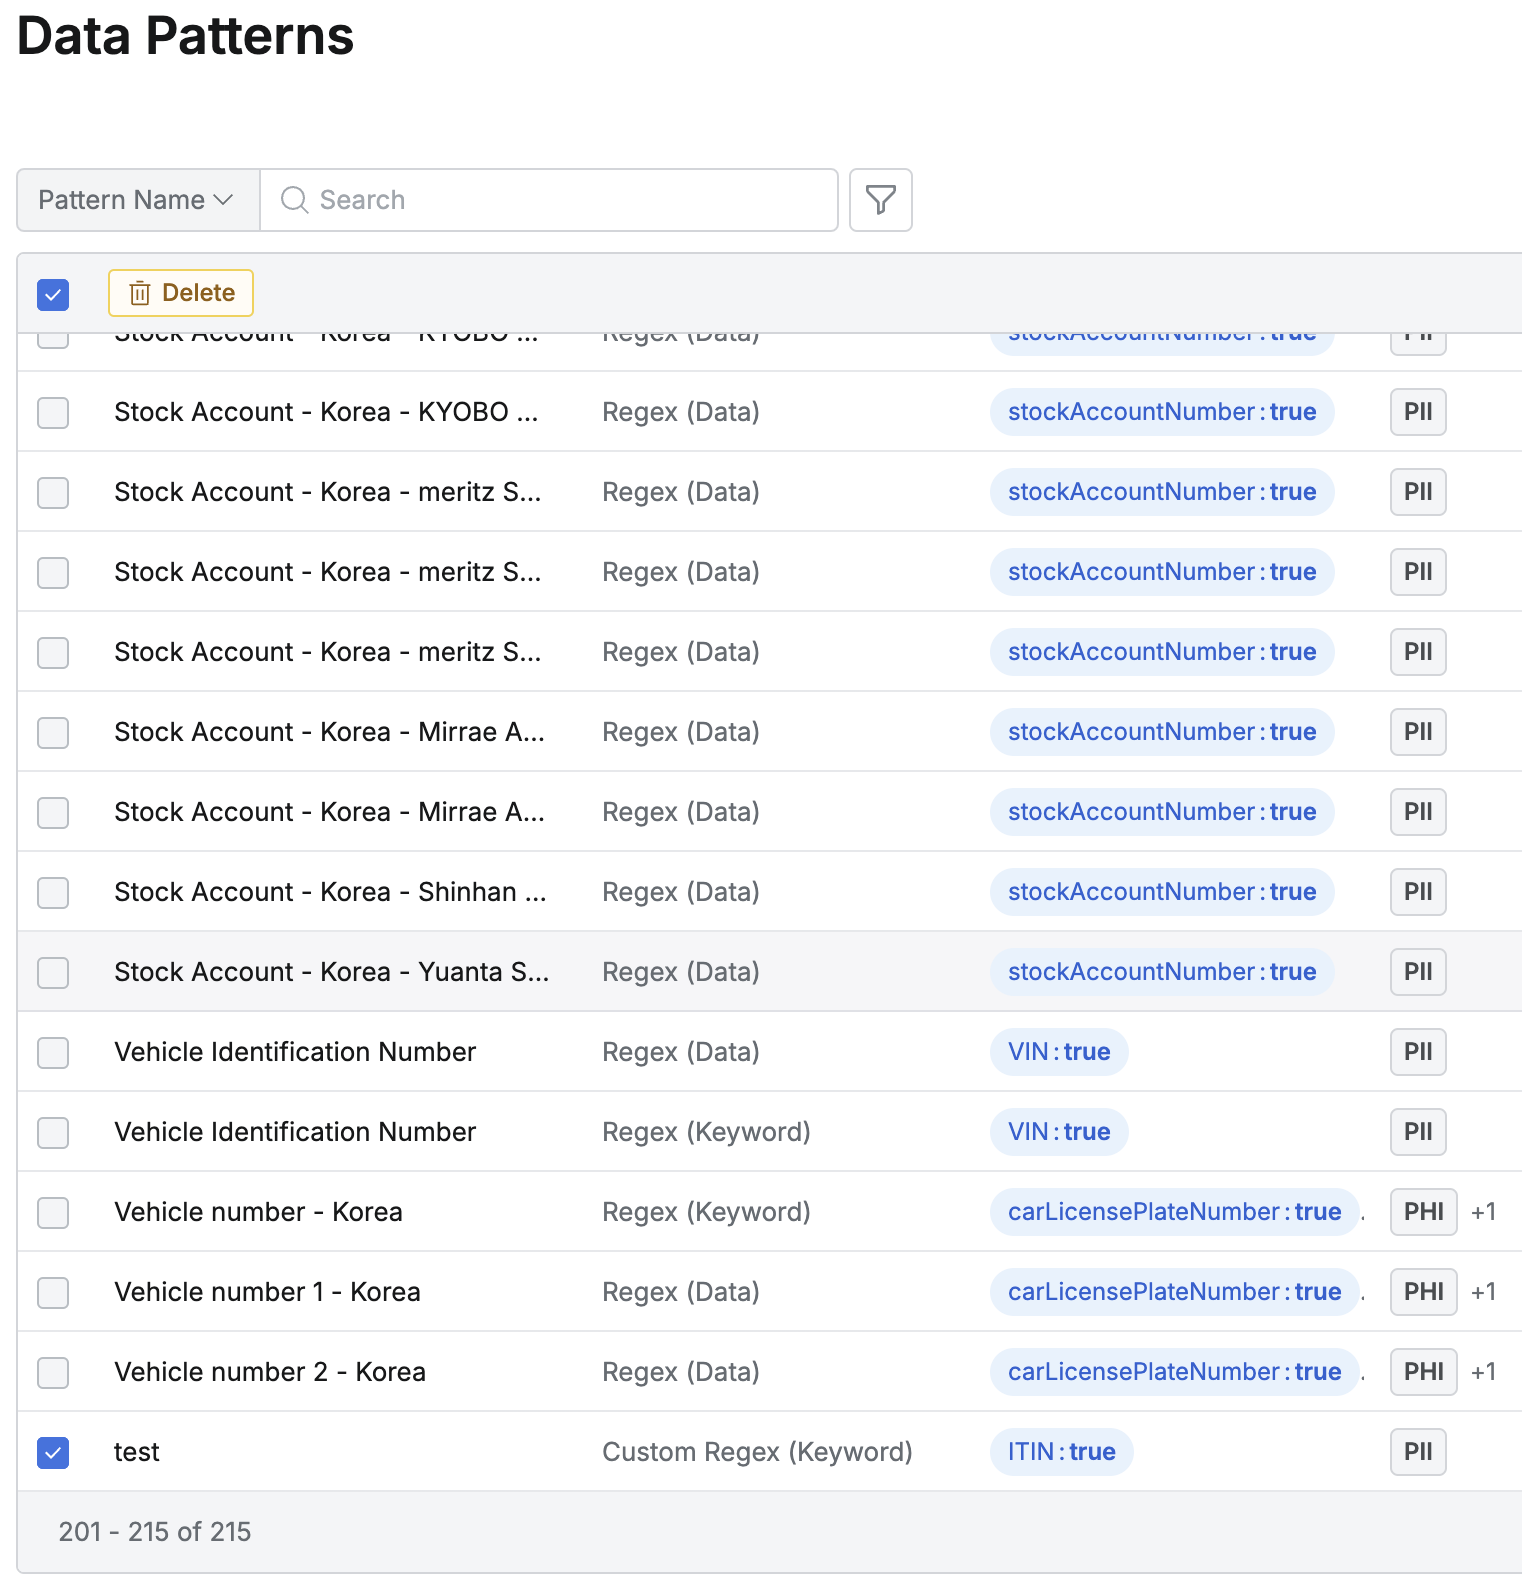 Data Patterns
Pattern Name Search
Delete
Stock Account - Korea - KYOBO ... Regex (Data) stockAccountNumber:true PII
Stock Account - Korea - KYOBO ... Regex (Data) stockAccountNumber:true PII
Stock Account - Korea - meritz S... Regex (Data) stockAccountNumber:true PII
Stock Account - Korea - meritz S... Regex (Data) stockAccountNumber:true PII
Stock Account - Korea - meritz S... Regex (Data) stockAccountNumber:true PII
Stock Account - Korea - Mirrae A... Regex (Data) stockAccountNumber:true PII
Stock Account - Korea - Mirrae A... Regex (Data) stockAccountNumber:true PII
Stock Account - Korea - Shinhan ... Regex (Data) stockAccountNumber:true PII
Stock Account - Korea - Yuanta S... Regex (Data) stockAccountNumber:true PII
Vehicle Identification Number Regex (Data) VIN:true PII
Vehicle Identification Number Regex (Keyword) VIN:true PII
Vehicle number - Korea Regex (Keyword) carLicensePlateNumber:true . PHI +1
Vehicle number 1 - Korea Regex (Data) carLicensePlateNumber:true . PHI +1
Vehicle number 2 - Korea Regex (Data) carLicensePlateNumber:true . PHI +1
test Custom Regex (Keyword) ITIN:true PII
201 - 215 of 215